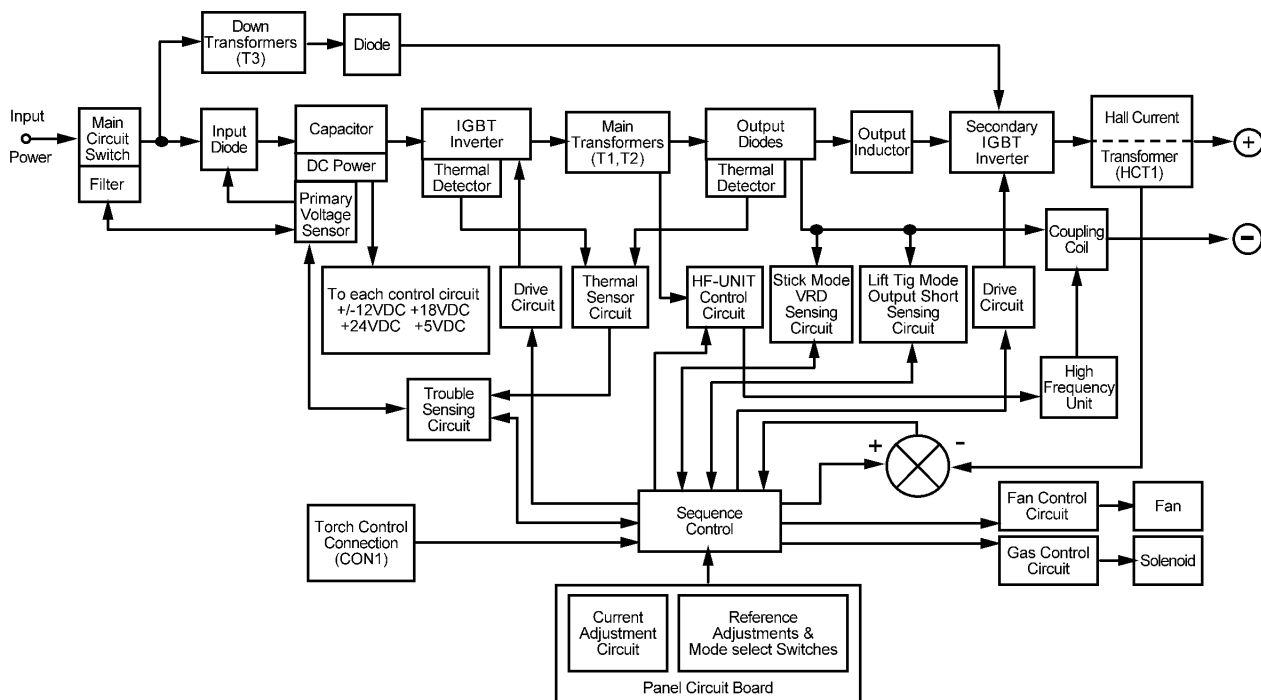 Down
Transformers
(T3)
Diode
Input
Power
Main
Circuit
Switch
Filter
Input
Diode
Capacitor
DC Power
Primary
Voltage
Sensor
IGBT
Inverter
Thermal
Detector
Main
Transformers
(T1,T2)
Output
Diodes
Thermal
Detector
Output
Inductor
Secondary
IGBT
Inverter
Hall Current
Transformer
(HCT1)
+
-
Coupling
Coil
To each control circuit
+/-12VDC +18VDC
+24VDC +5VDC
Drive
Circuit
Thermal
Sensor
Circuit
HF-UNIT
Control
Circuit
Stick Mode
VRD
Sensing
Circuit
Lift Tig Mode
Output Short
Sensing
Circuit
Drive
Circuit
High
Frequency
Unit
Trouble
Sensing
Circuit
+
-
Torch Control
Connection
(CON1)
Sequence
Control
Fan Control
Circuit
Fan
Gas Control
Circuit
Solenoid
Current
Adjustment
Circuit
Reference
Adjustments &
Mode select Switches
Panel Circuit Board